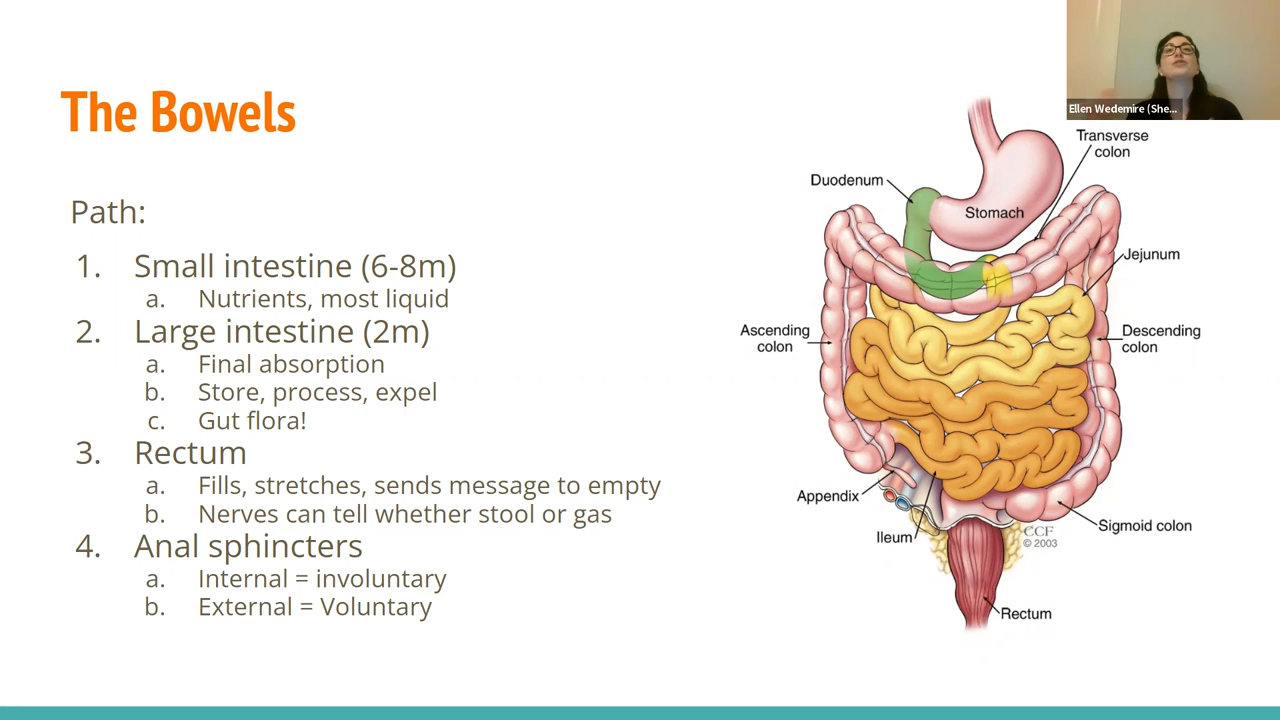 The Bowels
Path:
1. Small intestine (6-8m)
a. Nutrients, most liquid
2. Large intestine (2m)
a. Final absorption
b. Store, process, expel
c. Gut flora!
3. Rectum
a. Fills, stretches, sends message to empty
b. Nerves can tell whether stool or gas
4. Anal sphincters
a. Internal = involuntary
b. External = Voluntary
Ellen Wedemire (She...
Transverse
colon
Duodenum
Stomach
Jejunum
Ascending
colon
Descending
colon
Appendix
Ileum
Sigmoid colon
CCF
© 2003
Rectum